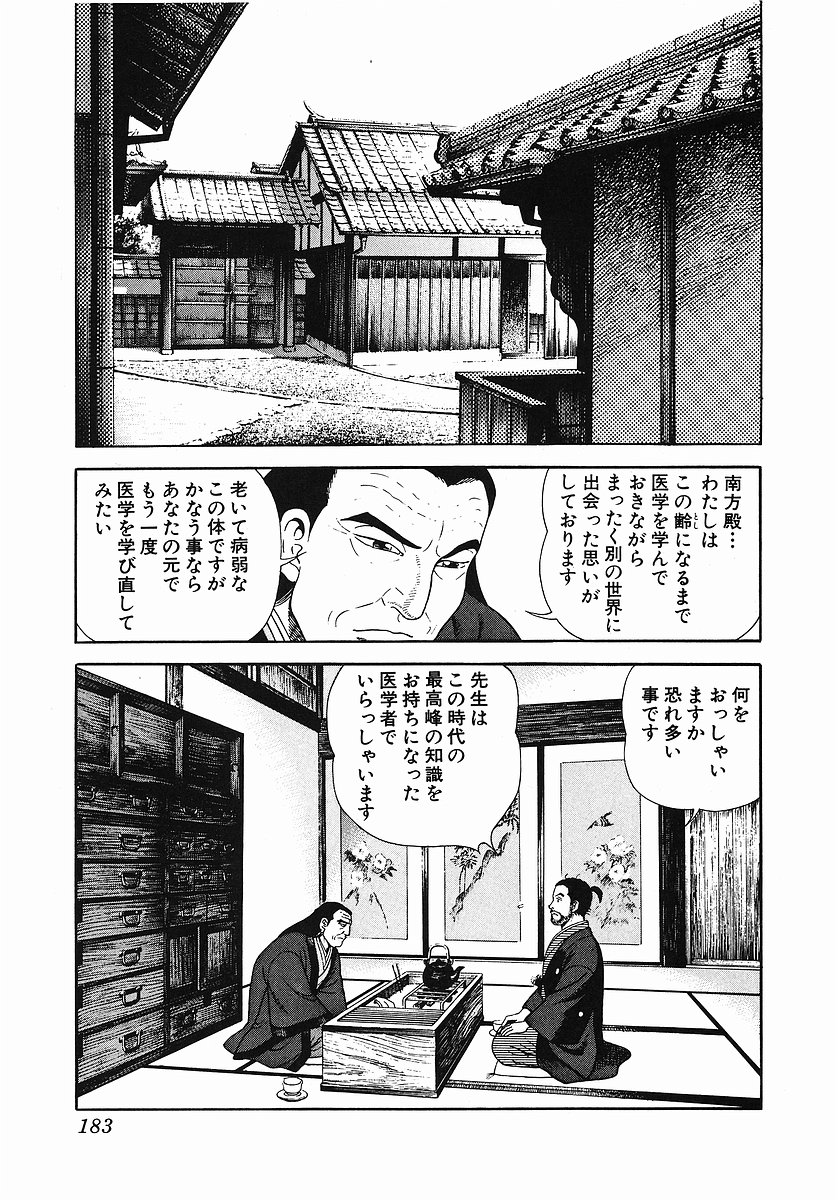 南方殿…
わたしは
この齢になるまで
とし
医学を学んで
おきながら
まったく別の世界に
出会った思いが
しております
老いて病弱な
この体ですが
かなう事なら
あなたの元で
もう一度
医学を学び直して
みたい
何を
おっしゃい
ますか
恐れ多い
事です
先生は
この時代の
最高峰の知識を
お持ちになった
医学者で
いらっしゃいます
183